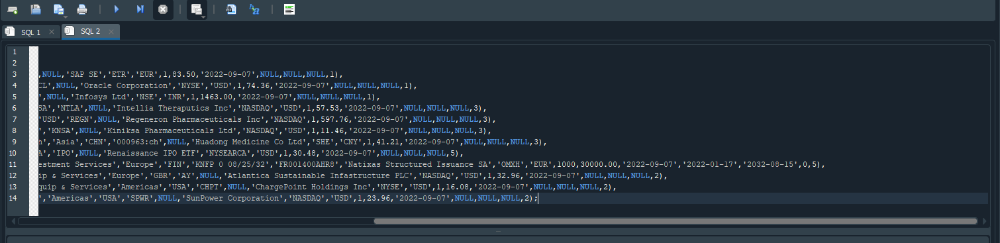 SQL 1
SQL 2
1
2
3 ,NULL,'SAP SE','ETR','EUR',1,83.50,'2022-09-07',NULL,NULL,NULL,1),
4 CL',NULL,'Oracle Corporation','NYSE','USD',1,74.36,'2022-09-07',NULL,NULL,NULL,1),
5 ',NULL,'Infosys Ltd','NSE','INR',1,1463.00,'2022-09-07',NULL,NULL,NULL,1),
6 SA','NTLA',NULL,'Intellia Theraputics Inc','NASDAQ','USD',1,57.53,'2022-09-07',NULL,NULL,NULL,3),
7 'USD','REGN',NULL,'Regeneron Pharmaceuticals Inc','NASDAQ',1,597.76,'2022-09-07',NULL,NULL,NULL,3),
8 ','KNSA',NULL,'Kiniksa Pharmaceuticals Ltd','NASDAQ','USD',1,11.46,'2022-09-07',NULL,NULL,NULL,3),
9 n','Asia','CHN','000963:ch',NULL,'Huadong Medicine Co Ltd','SHE','CNY',1,41.21,'2022-09-07',NULL,NULL,NULL,3),
10 A','IPO',NULL,'Renaissance IPO ETF','NYSEARCA','USD',1,30.48,'2022-09-07',NULL,NULL,NULL,5),
11 estment Services','Europe','FIN','KNFP 0 08/25/32','FR001400AHR8','Natixas Structured Issuance SA','OMXH','EUR',1000,30000.00,'2022-09-07','2022-01-17','2032-08-15',0,5),
12 ip & Services','Europe','GBR','AY',NULL,'Atlantica Sustainable Infastructure PLC','NASDAQ','USD',1,32.96,'2022-09-07',NULL,NULL,NULL,2),
13 quip & Services','Americas','USA','CHPT',NULL,'ChargePoint Holdings Inc','NYSE','USD',1,16.08,'2022-09-07',NULL,NULL,NULL,2),
14 ','Americas','USA','SPWR',NULL,'SunPower Corporation','NASDAQ','USD',1,23.96,'2022-09-07',NULL,NULL,NULL,2);